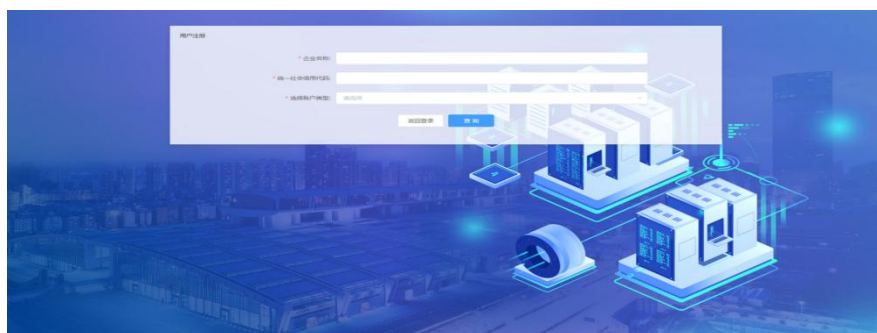 用户注册
* 企业名称:
* 统一社会信用代码:
* 选择账户类型: 请选择
返回登录 查 询